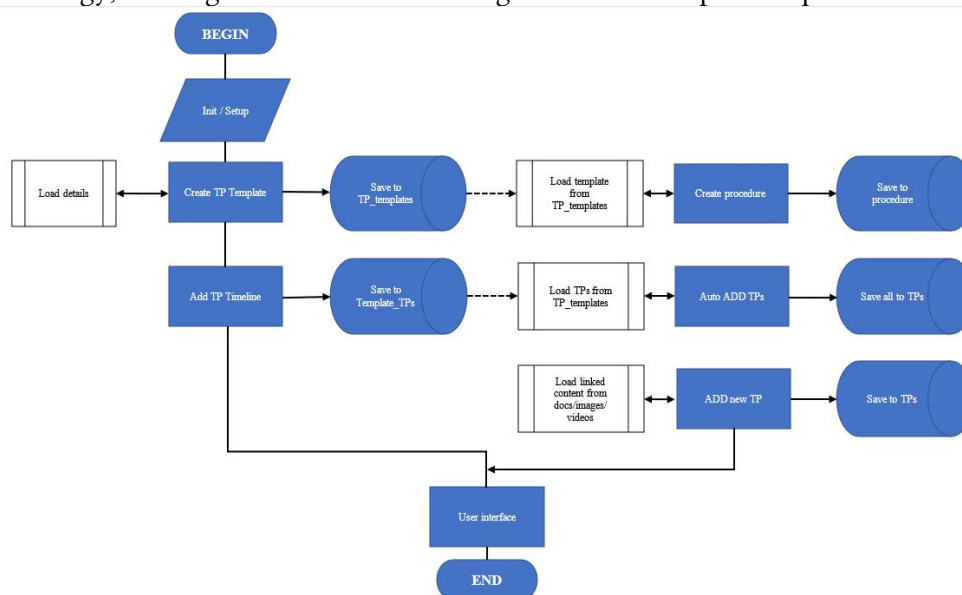 BEGIN
Init / Setup
Load details
Create TP Template
Save to
TP_templates
Load template
from
TP_templates
Create procedure
Save to
procedure
Add TP Timeline
Save to
Template_TPs
Load TPs from
TP_templates
Auto ADD TPs
Save all to TPs
Load linked
content from
docs/images/
videos
ADD new TP
Save to TPs
User interface
END